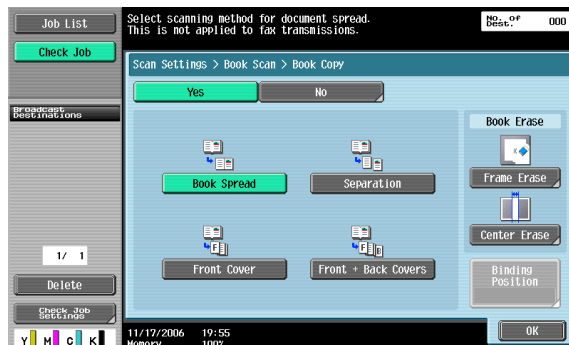 Job List
Check Job
Broadcast
Destinations
1/ 1
Delete
Check Job
Settings
Y M C K
Select scanning method for document spread.
This is not applied to fax transmissions.
No. of
Dest.
000
Scan Settings > Book Scan > Book Copy
Yes
No
Book Spread
Separation
Front Cover
Front + Back Covers
Book Erase
Frame Erase
Center Erase
Binding
Position
11/17/2006 19:55
Memory 100%
OK